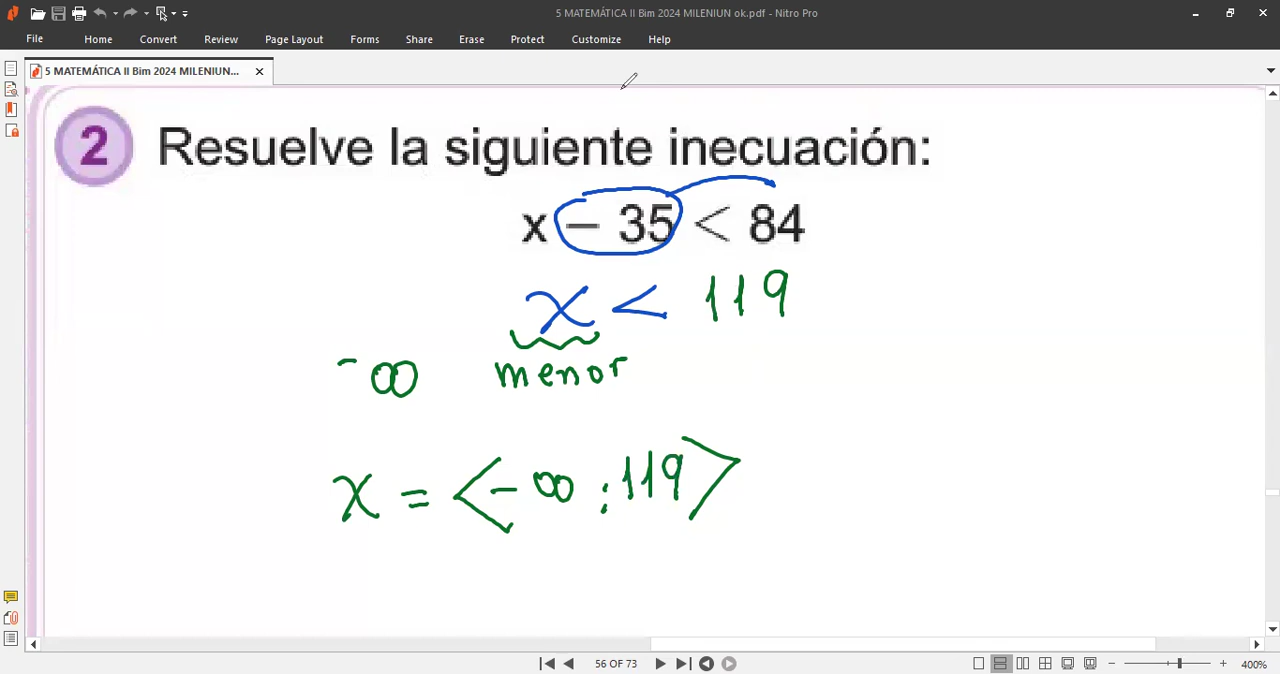 5 MATEMÁTICA II Bim 2024 MILENIUN ok.pdf - Nitro Pro
File Home Convert Review Page Layout Forms Share Erase Protect Customize Help
5 MATEMÁTICA II Bim 2024 MILENIUN...
2 Resuelve la siguiente inecuación:
x − 35 < 84
x < 119
-∞ menor
x = <-∞ ; 119>
56 OF 73
400%